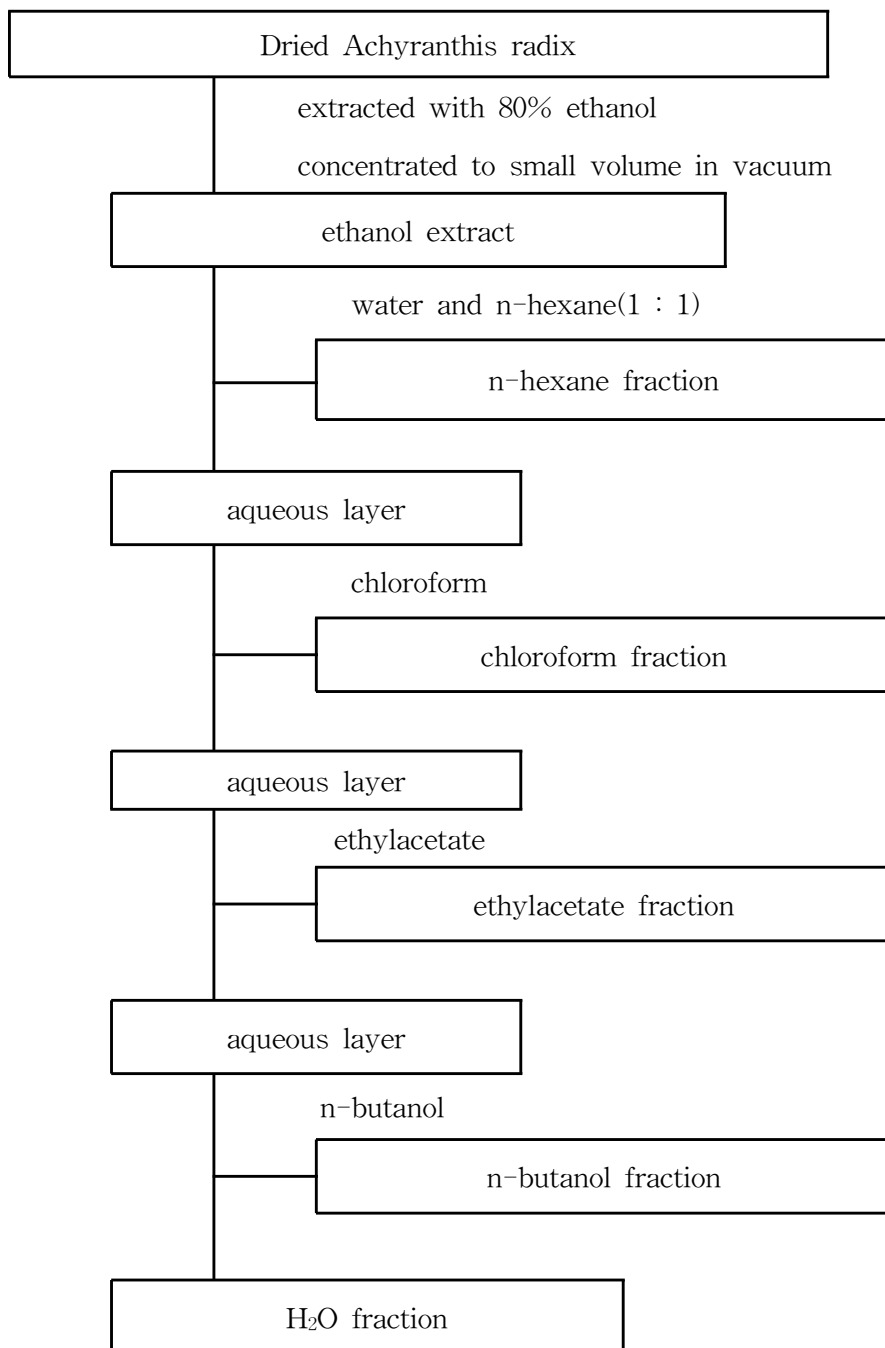 Dried Achyranthis radix
extracted with 80% ethanol
concentrated to small volume in vacuum
ethanol extract
water and n-hexane(1 : 1)
n-hexane fraction
aqueous layer
chloroform
chloroform fraction
aqueous layer
ethylacetate
ethylacetate fraction
aqueous layer
n-butanol
n-butanol fraction
H₂O fraction